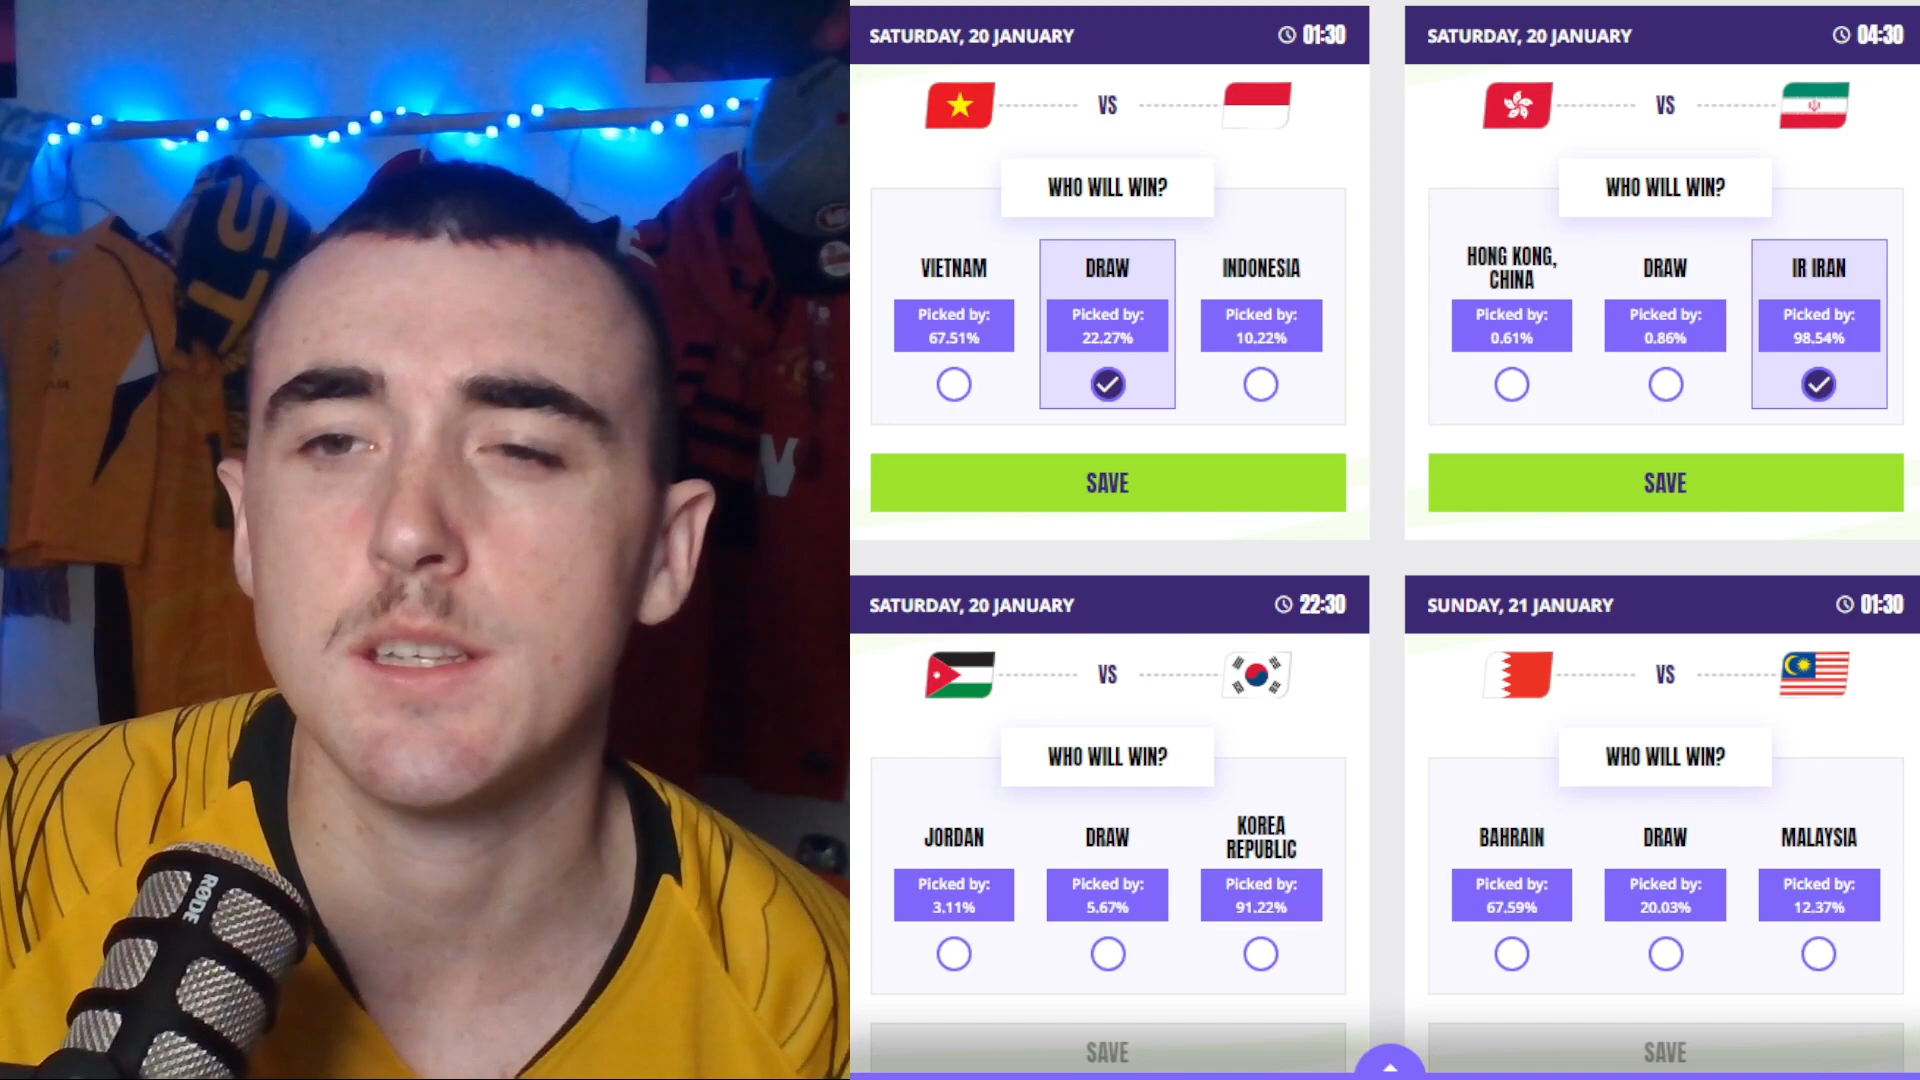 SATURDAY, 20 JANUARY 01:30
VS
WHO WILL WIN?
VIETNAM DRAW INDONESIA
Picked by: Picked by: Picked by:
67.51% 22.27% 10.22%
SAVE
SATURDAY, 20 JANUARY 04:30
VS
WHO WILL WIN?
HONG KONG,
CHINA DRAW IR IRAN
Picked by: Picked by: Picked by:
0.61% 0.86% 98.54%
SAVE
SATURDAY, 20 JANUARY 22:30
VS
WHO WILL WIN?
JORDAN DRAW KOREA
REPUBLIC
Picked by: Picked by: Picked by:
3.11% 5.67% 91.22%
SAVE
SUNDAY, 21 JANUARY 01:30
VS
WHO WILL WIN?
BAHRAIN DRAW MALAYSIA
Picked by: Picked by: Picked by:
67.59% 20.03% 12.37%
SAVE
RØDE